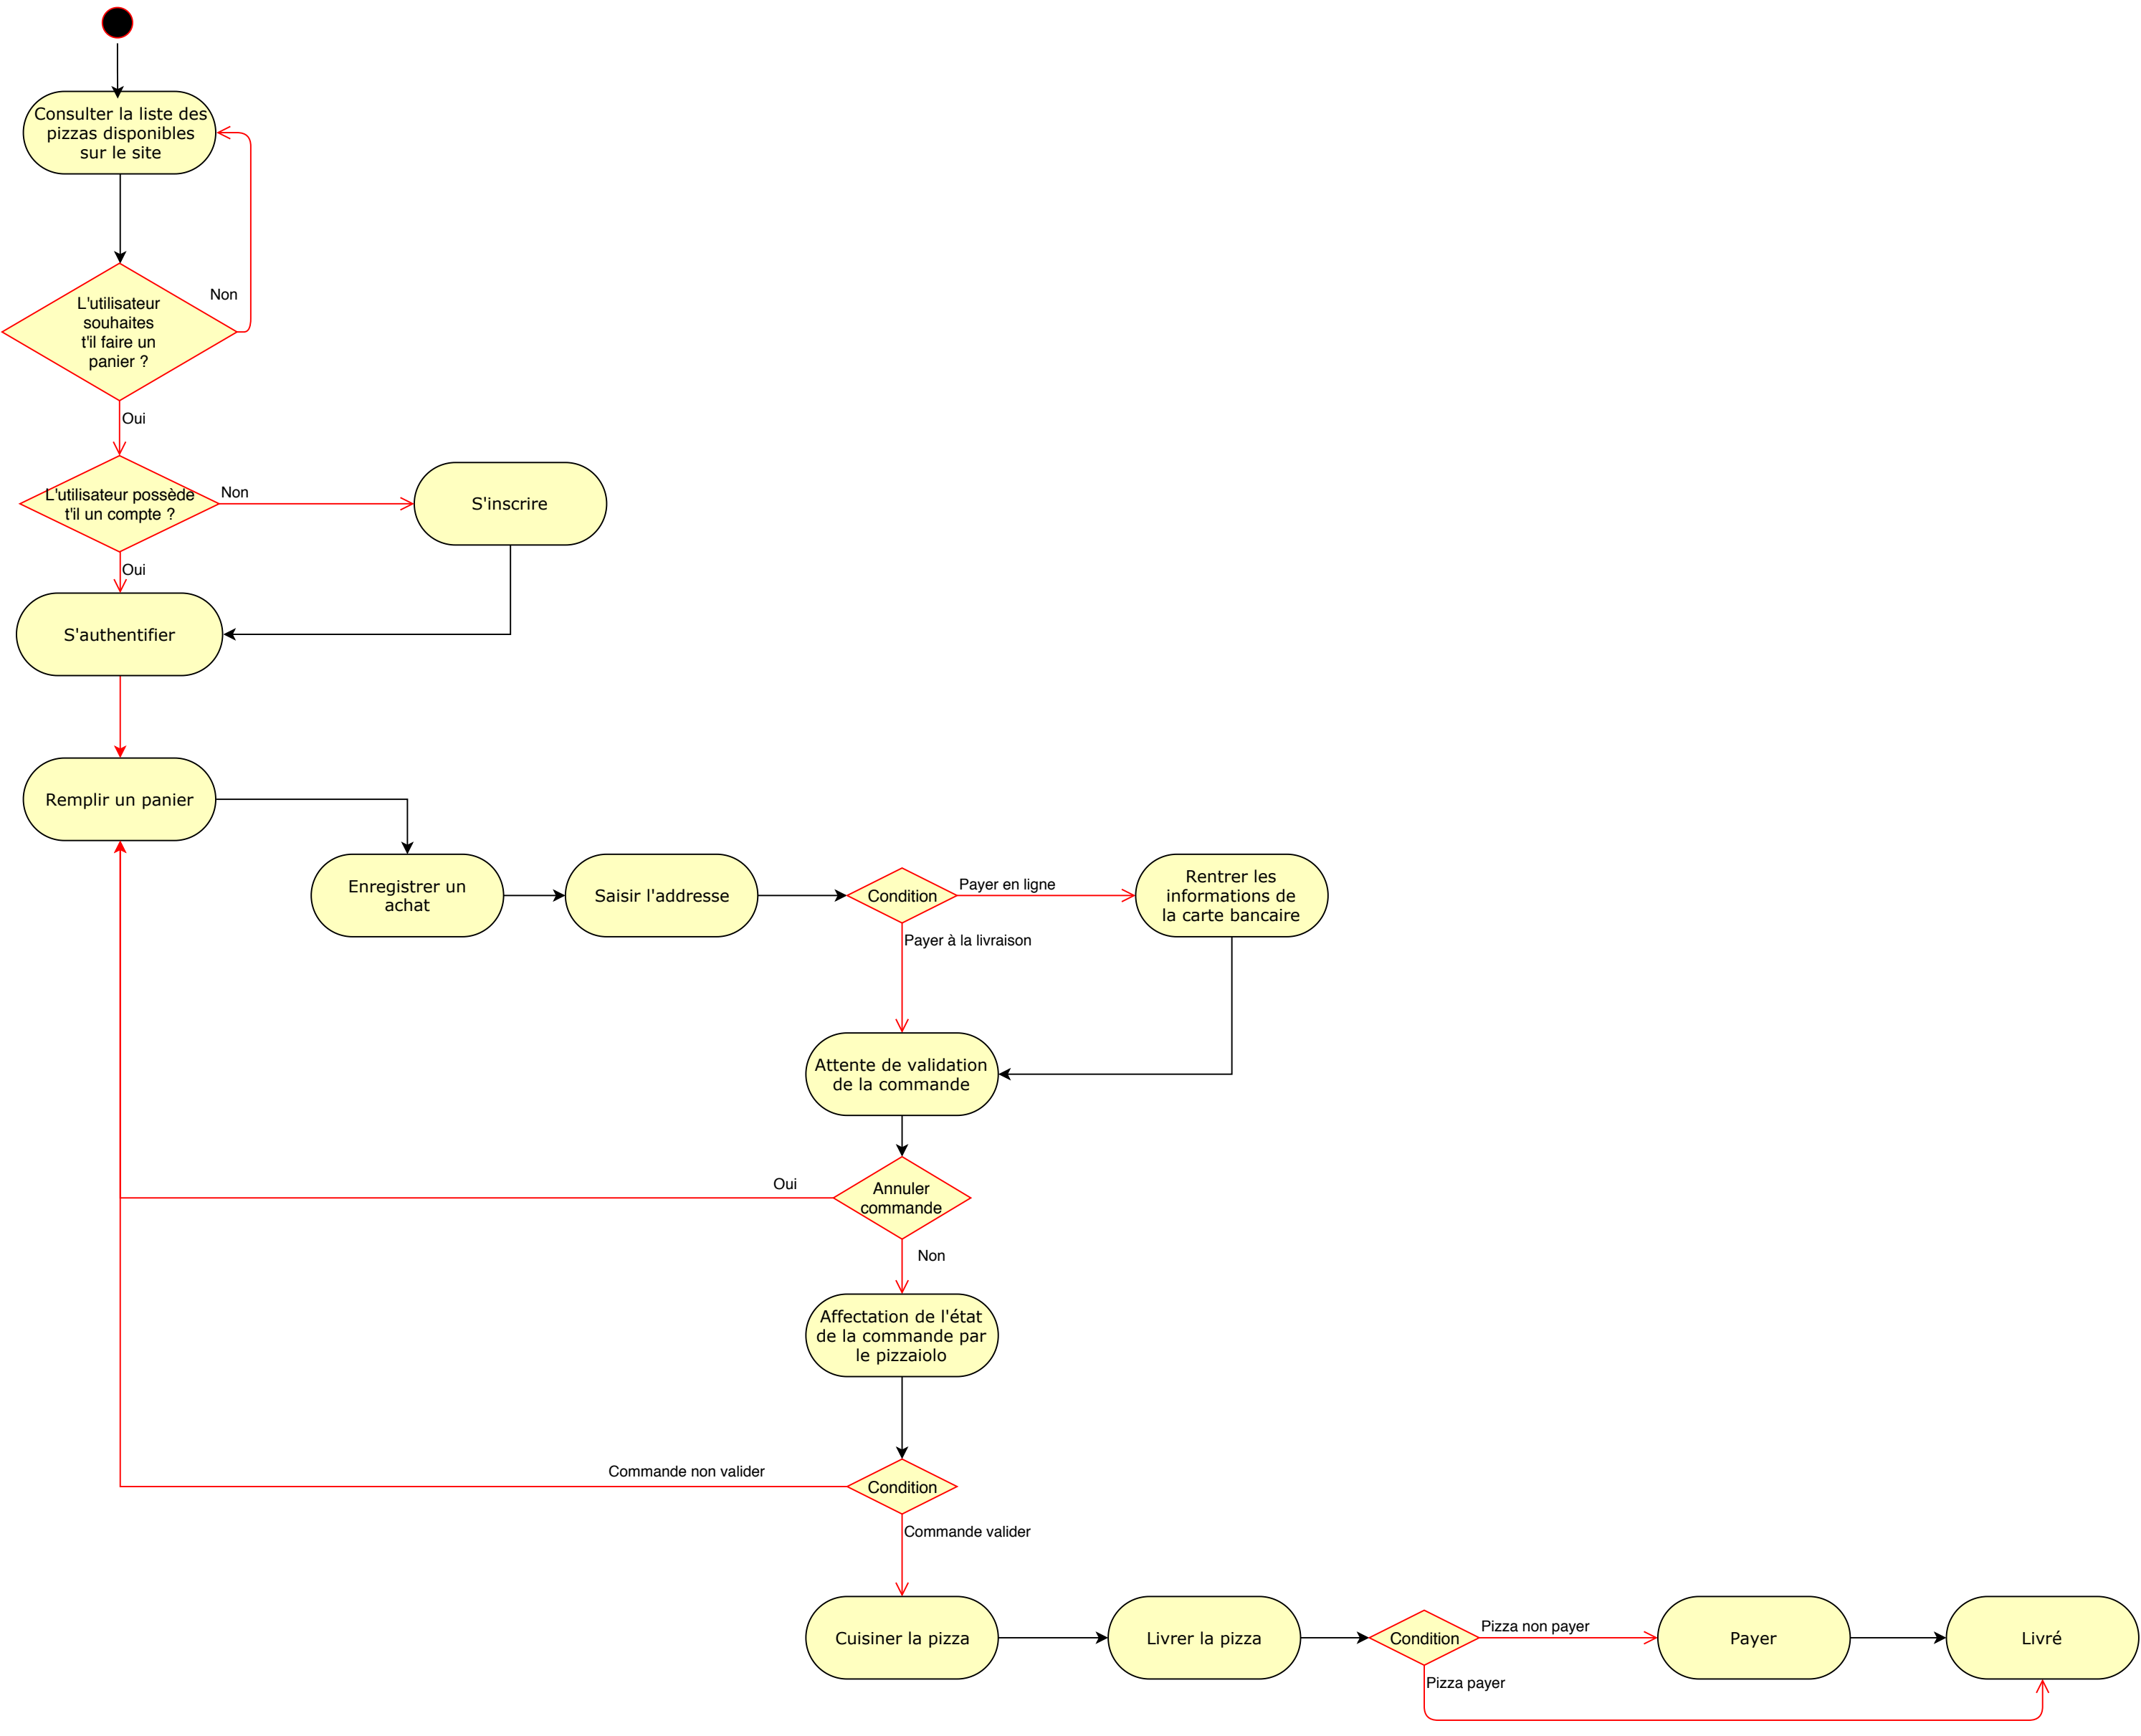 Consulter la liste des
pizzas disponibles
sur le site
Non
L'utilisateur
souhaites
t'il faire un
panier ?
Oui
L'utilisateur possède
t'il un compte ?
Non
S'inscrire
Oui
S'authentifier
Remplir un panier
Enregistrer un
achat
Saisir l'addresse
Condition
Payer en ligne
Rentrer les
informations de
la carte bancaire
Payer à la livraison
Attente de validation
de la commande
Oui
Annuler
commande
Non
Affectation de l'état
de la commande par
le pizzaiolo
Commande non valider
Condition
Commande valider
Cuisiner la pizza
Livrer la pizza
Condition
Pizza non payer
Payer
Livré
Pizza payer